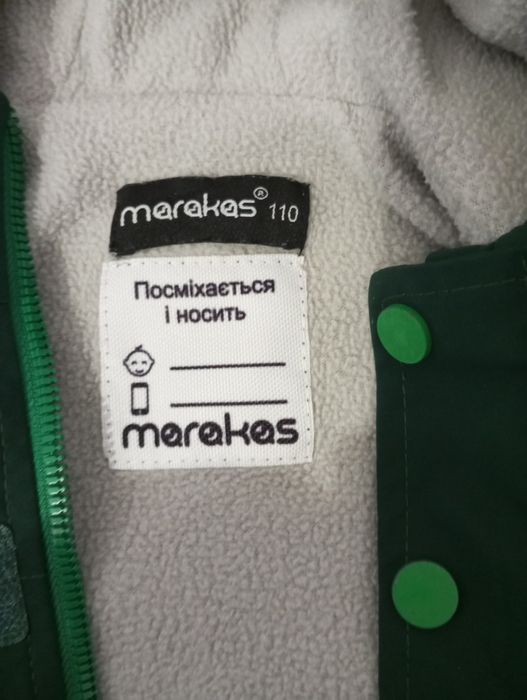 marakas® 110
Посміхається
і носить
marakas